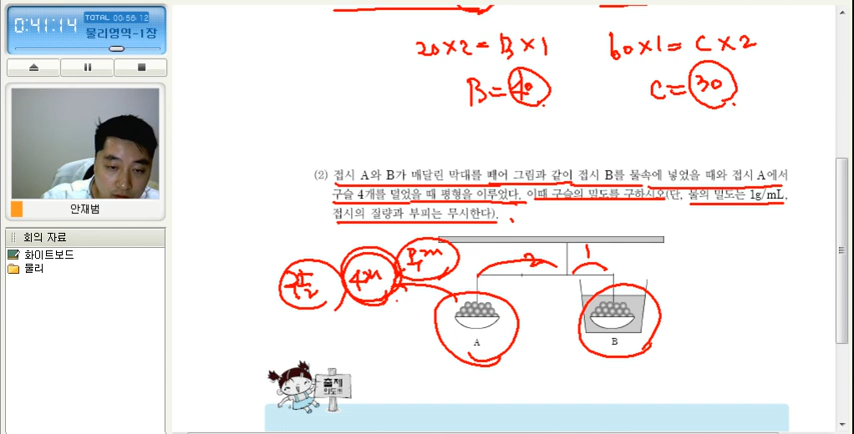 0:41:14
TOTAL 00:56:12
물리영역-1장
안재범
회의 자료
화이트보드
물리
20×2=B×1
B=40
60×1=C×2
C=30
(2) 접시 A와 B가 매달린 막대를 떼어 그림과 같이 접시 B를 물속에 넣었을 때와 접시 A에서
구슬 4개를 덜었을 때 평형을 이루었다. 이때 구슬의 밀도를 구하시오(단, 물의 밀도는 1g/mL,
접시의 질량과 부피는 무시한다).
2
1
4m
A
B
출제